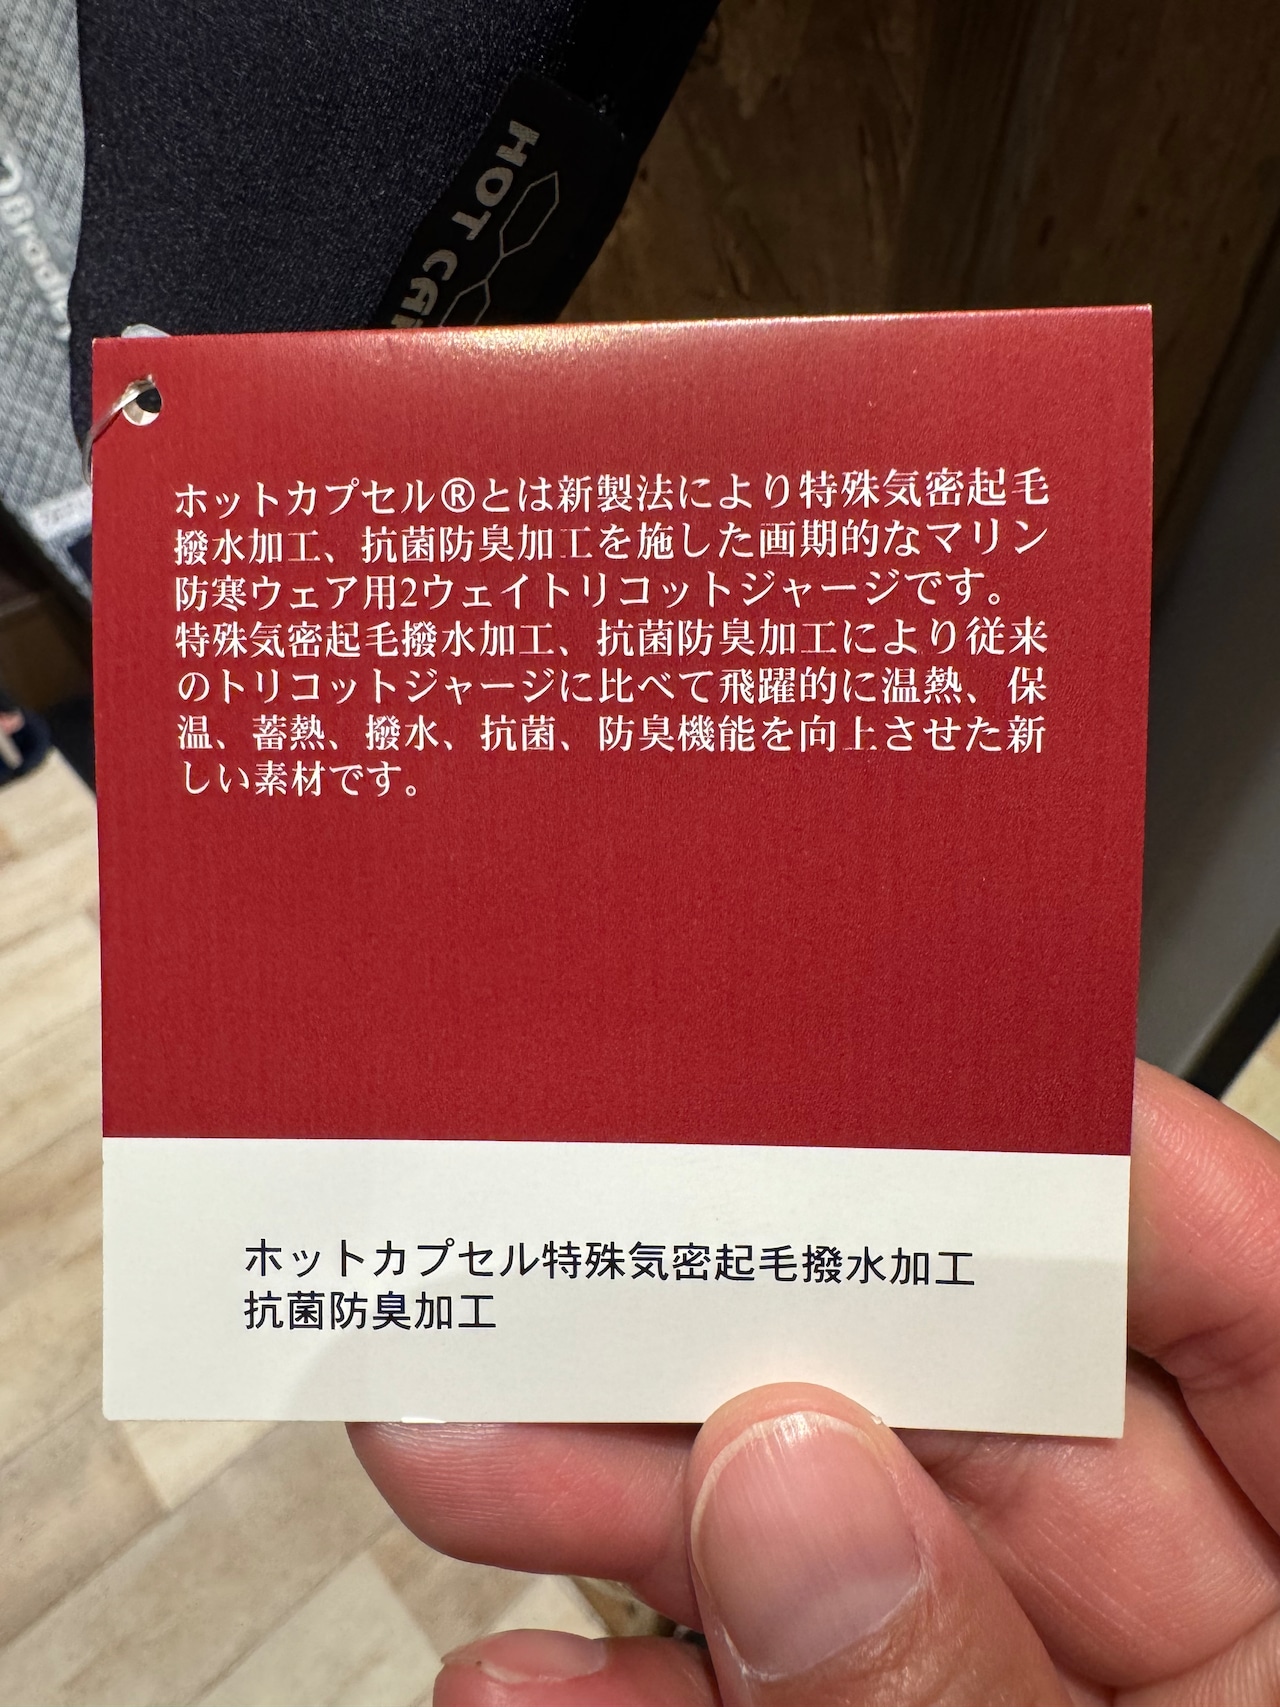 HOT
ホットカプセル®とは新製法により特殊気密起毛
撥水加工、抗菌防臭加工を施した画期的なマリン
防寒ウェア用2ウェイトリコットジャージです。
特殊気密起毛撥水加工、抗菌防臭加工により従来
のトリコットジャージに比べて飛躍的に温熱、保
温、蓄熱、撥水、抗菌、防臭機能を向上させた新
しい素材です。
ホットカプセル特殊気密起毛撥水加工
抗菌防臭加工